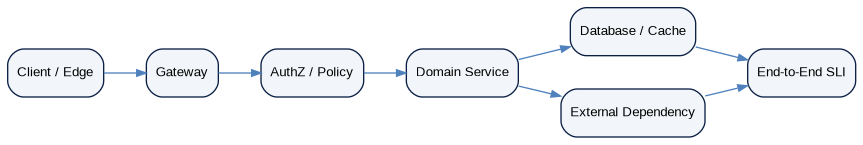 Client / Edge
Gateway
AuthZ / Policy
Domain Service
Database / Cache
External Dependency
End-to-End SLI